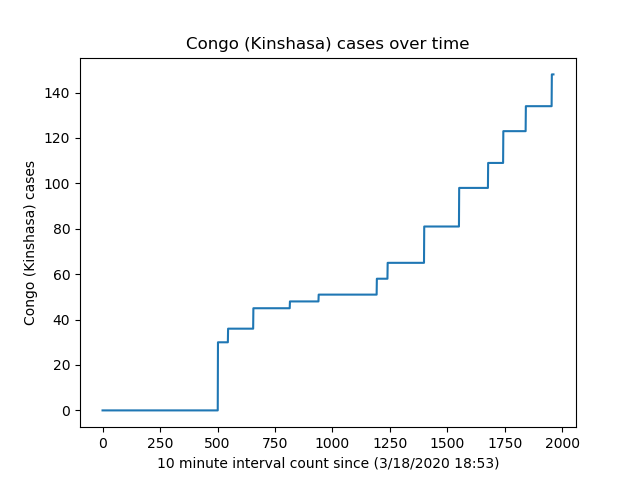 Congo (Kinshasa) cases over time
Congo (Kinshasa) cases
140
120
100
80
60
40
20
0
0 250 500 750 1000 1250 1500 1750 2000
10 minute interval count since (3/18/2020 18:53)